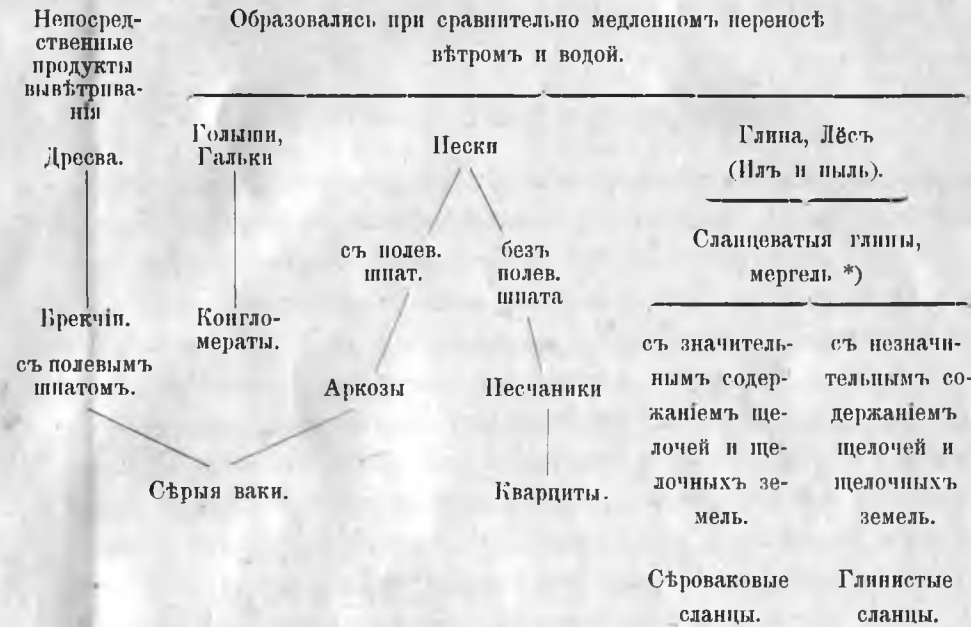 Непосред-
ственные
продукты
вывѣтрива-
нія
Образовались при сравнительно медленномъ переносѣ
вѣтромъ и водой.
Дресва.
Голыши,
Гальки
Пески
Глина, Лёсъ
(Илъ и пыль).
съ полев.
шпат.
безъ
полев.
шпата
Сланцеватыя глины,
мергель *)
Брекчіи.
съ полевымъ
шпатомъ.
Конгло-
мераты.
Аркозы
Песчаники
Сѣрыя ваки.
Кварциты.
съ значитель-
нымъ содер-
жаніемъ ще-
лочей и ще-
лочныхъ зе-
мель.
съ незначи-
тельнымъ со-
держаніемъ
щелочей и
щелочныхъ
земель.
Сѣроваковые
сланцы.
Глинистые
сланцы.